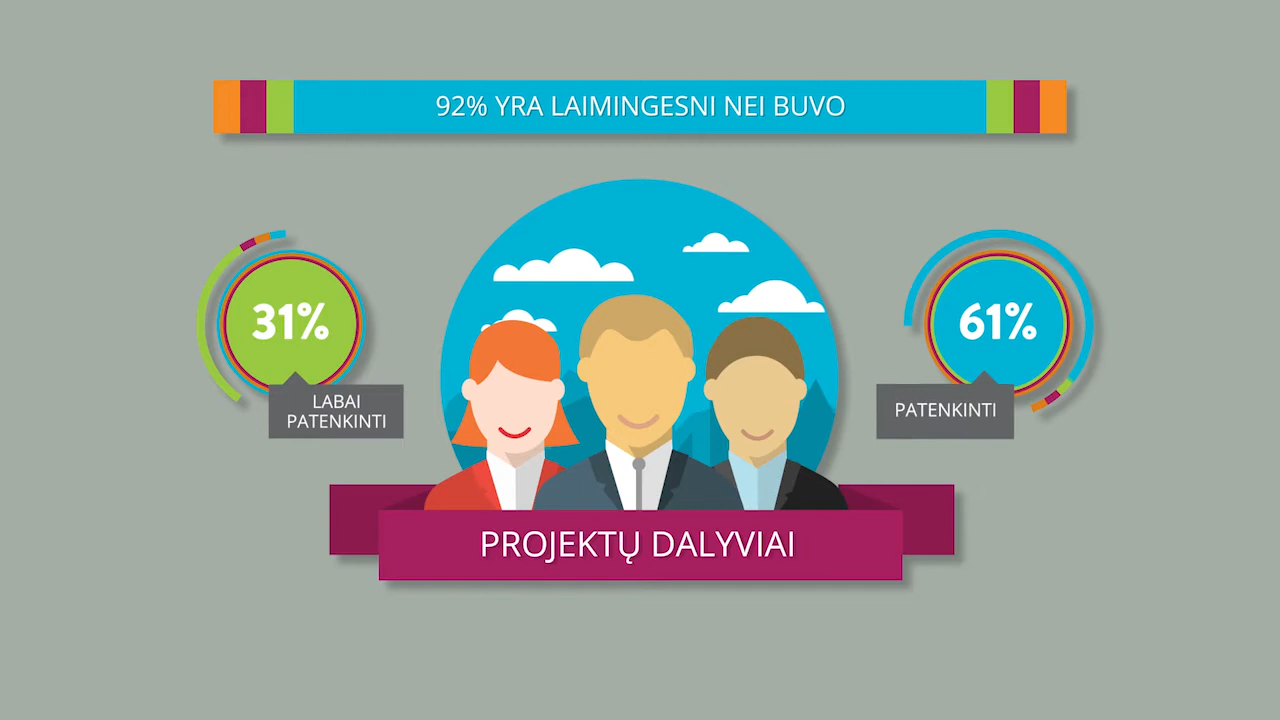 92% YRA LAIMINGESNI NEI BUVO
31%
LABAI
PATENKINTI
61%
PATENKINTI
PROJEKTŲ DALYVIAI